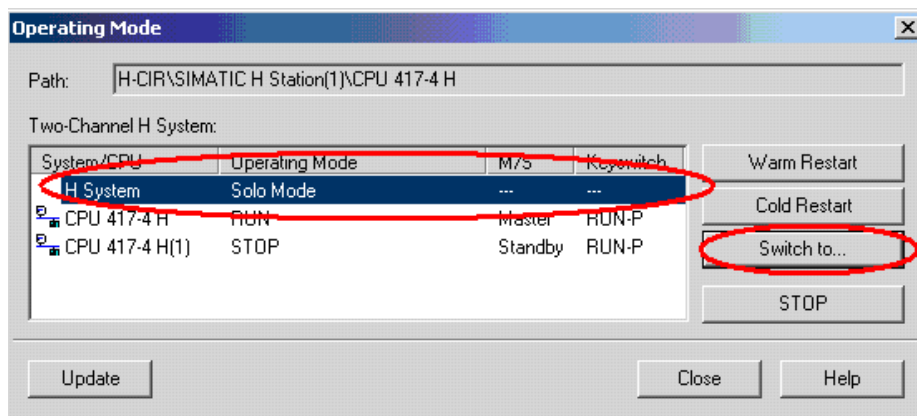 Operating Mode
Path: H-CIR\SIMATIC H Station(1)\CPU 417-4 H
Two-Channel H System:
System/CPU Operating Mode M/S Keyswitch
H System Solo Mode --- ---
CPU 417-4 H RUN Master RUN-P
CPU 417-4 H(1) STOP Standby RUN-P
Warm Restart
Cold Restart
Switch to...
STOP
Update Close Help